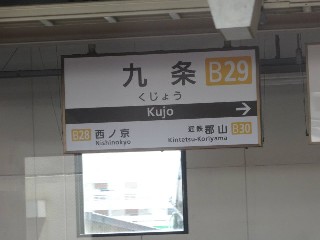 九条 B29
くじょう
Kujo →
B28 西ノ京 近鉄郡山 B30
Nishinokyo Kintetsu-Koriyama